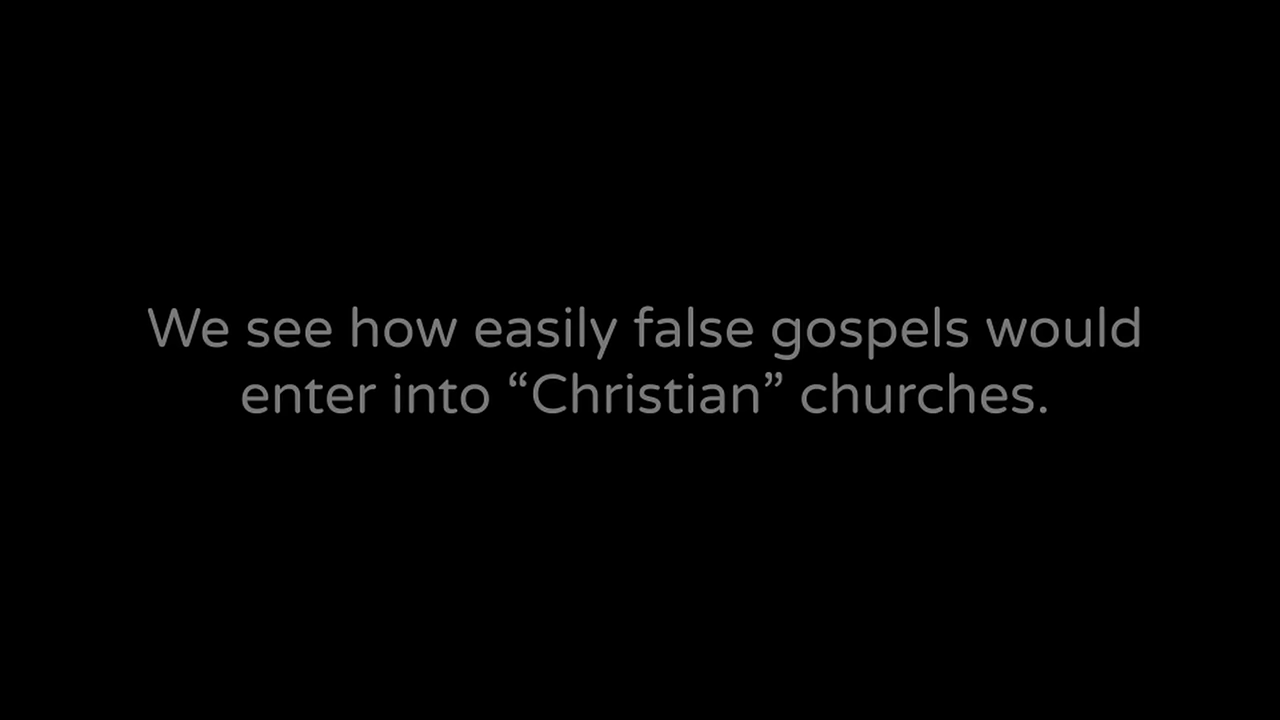 We see how easily false gospels would
enter into “Christian” churches.